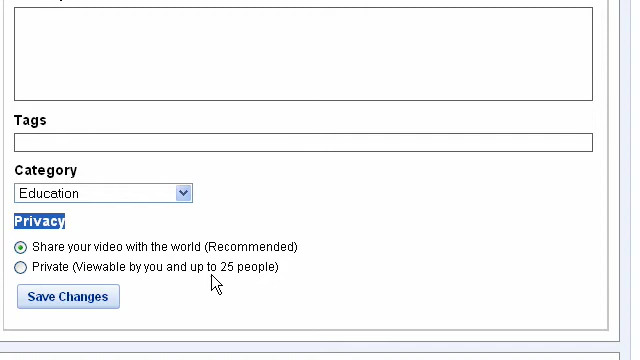 Tags
Category
Education
Privacy
Share your video with the world (Recommended)
Private (Viewable by you and up to 25 people)
Save Changes